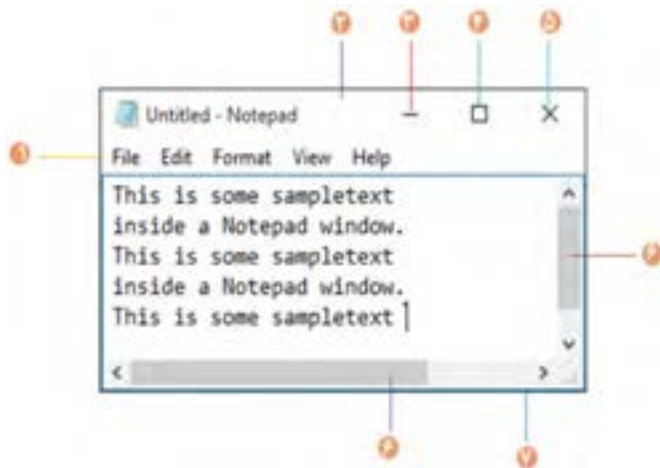 Untitled - Notepad
File Edit Format View Help
This is some sampletext
inside a Notepad window.
This is some sampletext
inside a Notepad window.
This is some sampletext